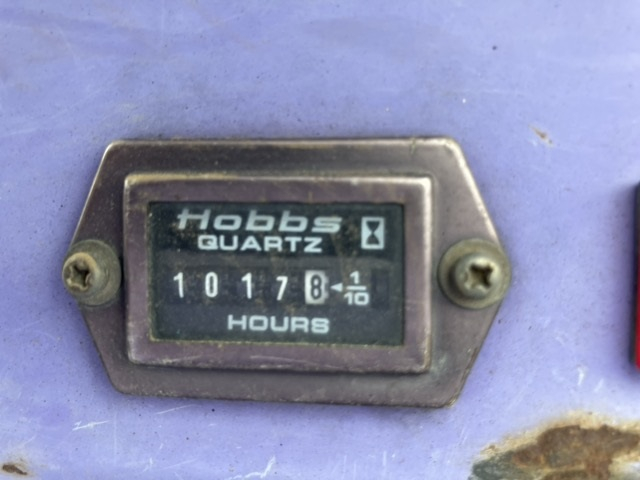 Hobbs
QUARTZ
1 0 1 7 8 ◄ 1/10
HOURS